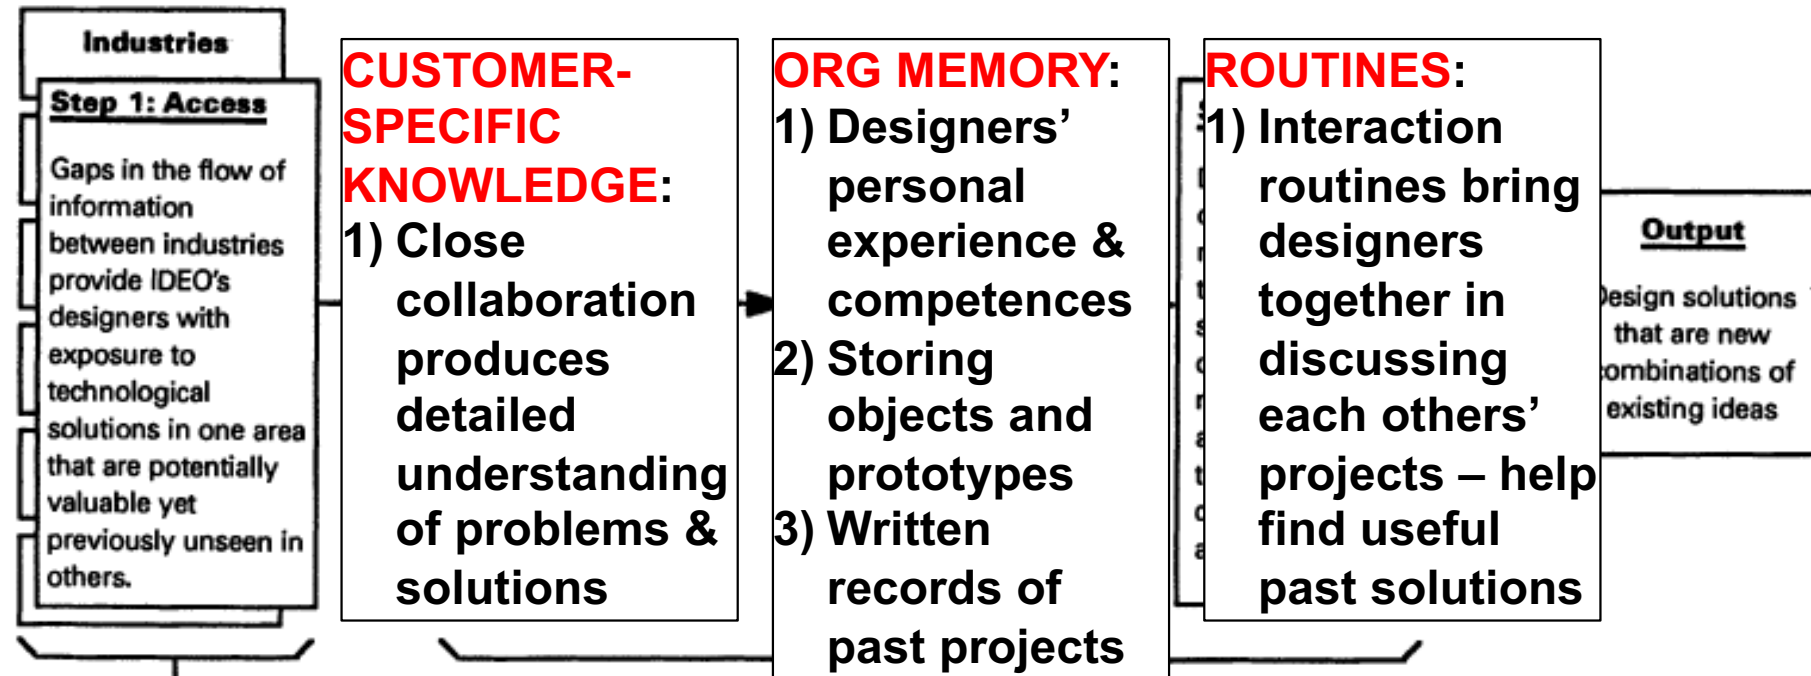 Industries
Step 1: Access
Gaps in the flow of
information
between industries
provide IDEO's
designers with
exposure to
technological
solutions in one area
that are potentially
valuable yet
previously unseen in
others.
CUSTOMER-
SPECIFIC
KNOWLEDGE:
1) Close
collaboration
produces
detailed
understanding
of problems &
solutions
ORG MEMORY:
1) Designers’
personal
experience &
competences
2) Storing
objects and
prototypes
3) Written
records of
past projects
ROUTINES:
1) Interaction
routines bring
designers
together in
discussing
each others’
projects – help
find useful
past solutions
Output
Design solutions
that are new
combinations of
existing ideas